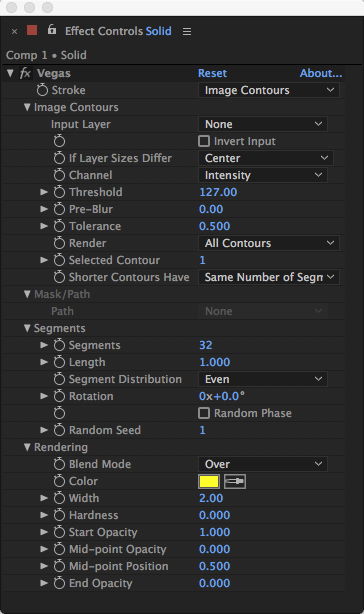 Effect Controls Solid
Comp 1 • Solid
fx Vegas Reset About...
Stroke Image Contours
Image Contours
Input Layer None
Invert Input
If Layer Sizes Differ Center
Channel Intensity
Threshold 127.00
Pre-Blur 0.00
Tolerance 0.500
Render All Contours
Selected Contour 1
Shorter Contours Have Same Number of Segm
Mask/Path
Path None
Segments
Segments 32
Length 1.000
Segment Distribution Even
Rotation 0x+0.0°
Random Phase
Random Seed 1
Rendering
Blend Mode Over
Color
Width 2.00
Hardness 0.000
Start Opacity 1.000
Mid-point Opacity 0.000
Mid-point Position 0.500
End Opacity 0.000